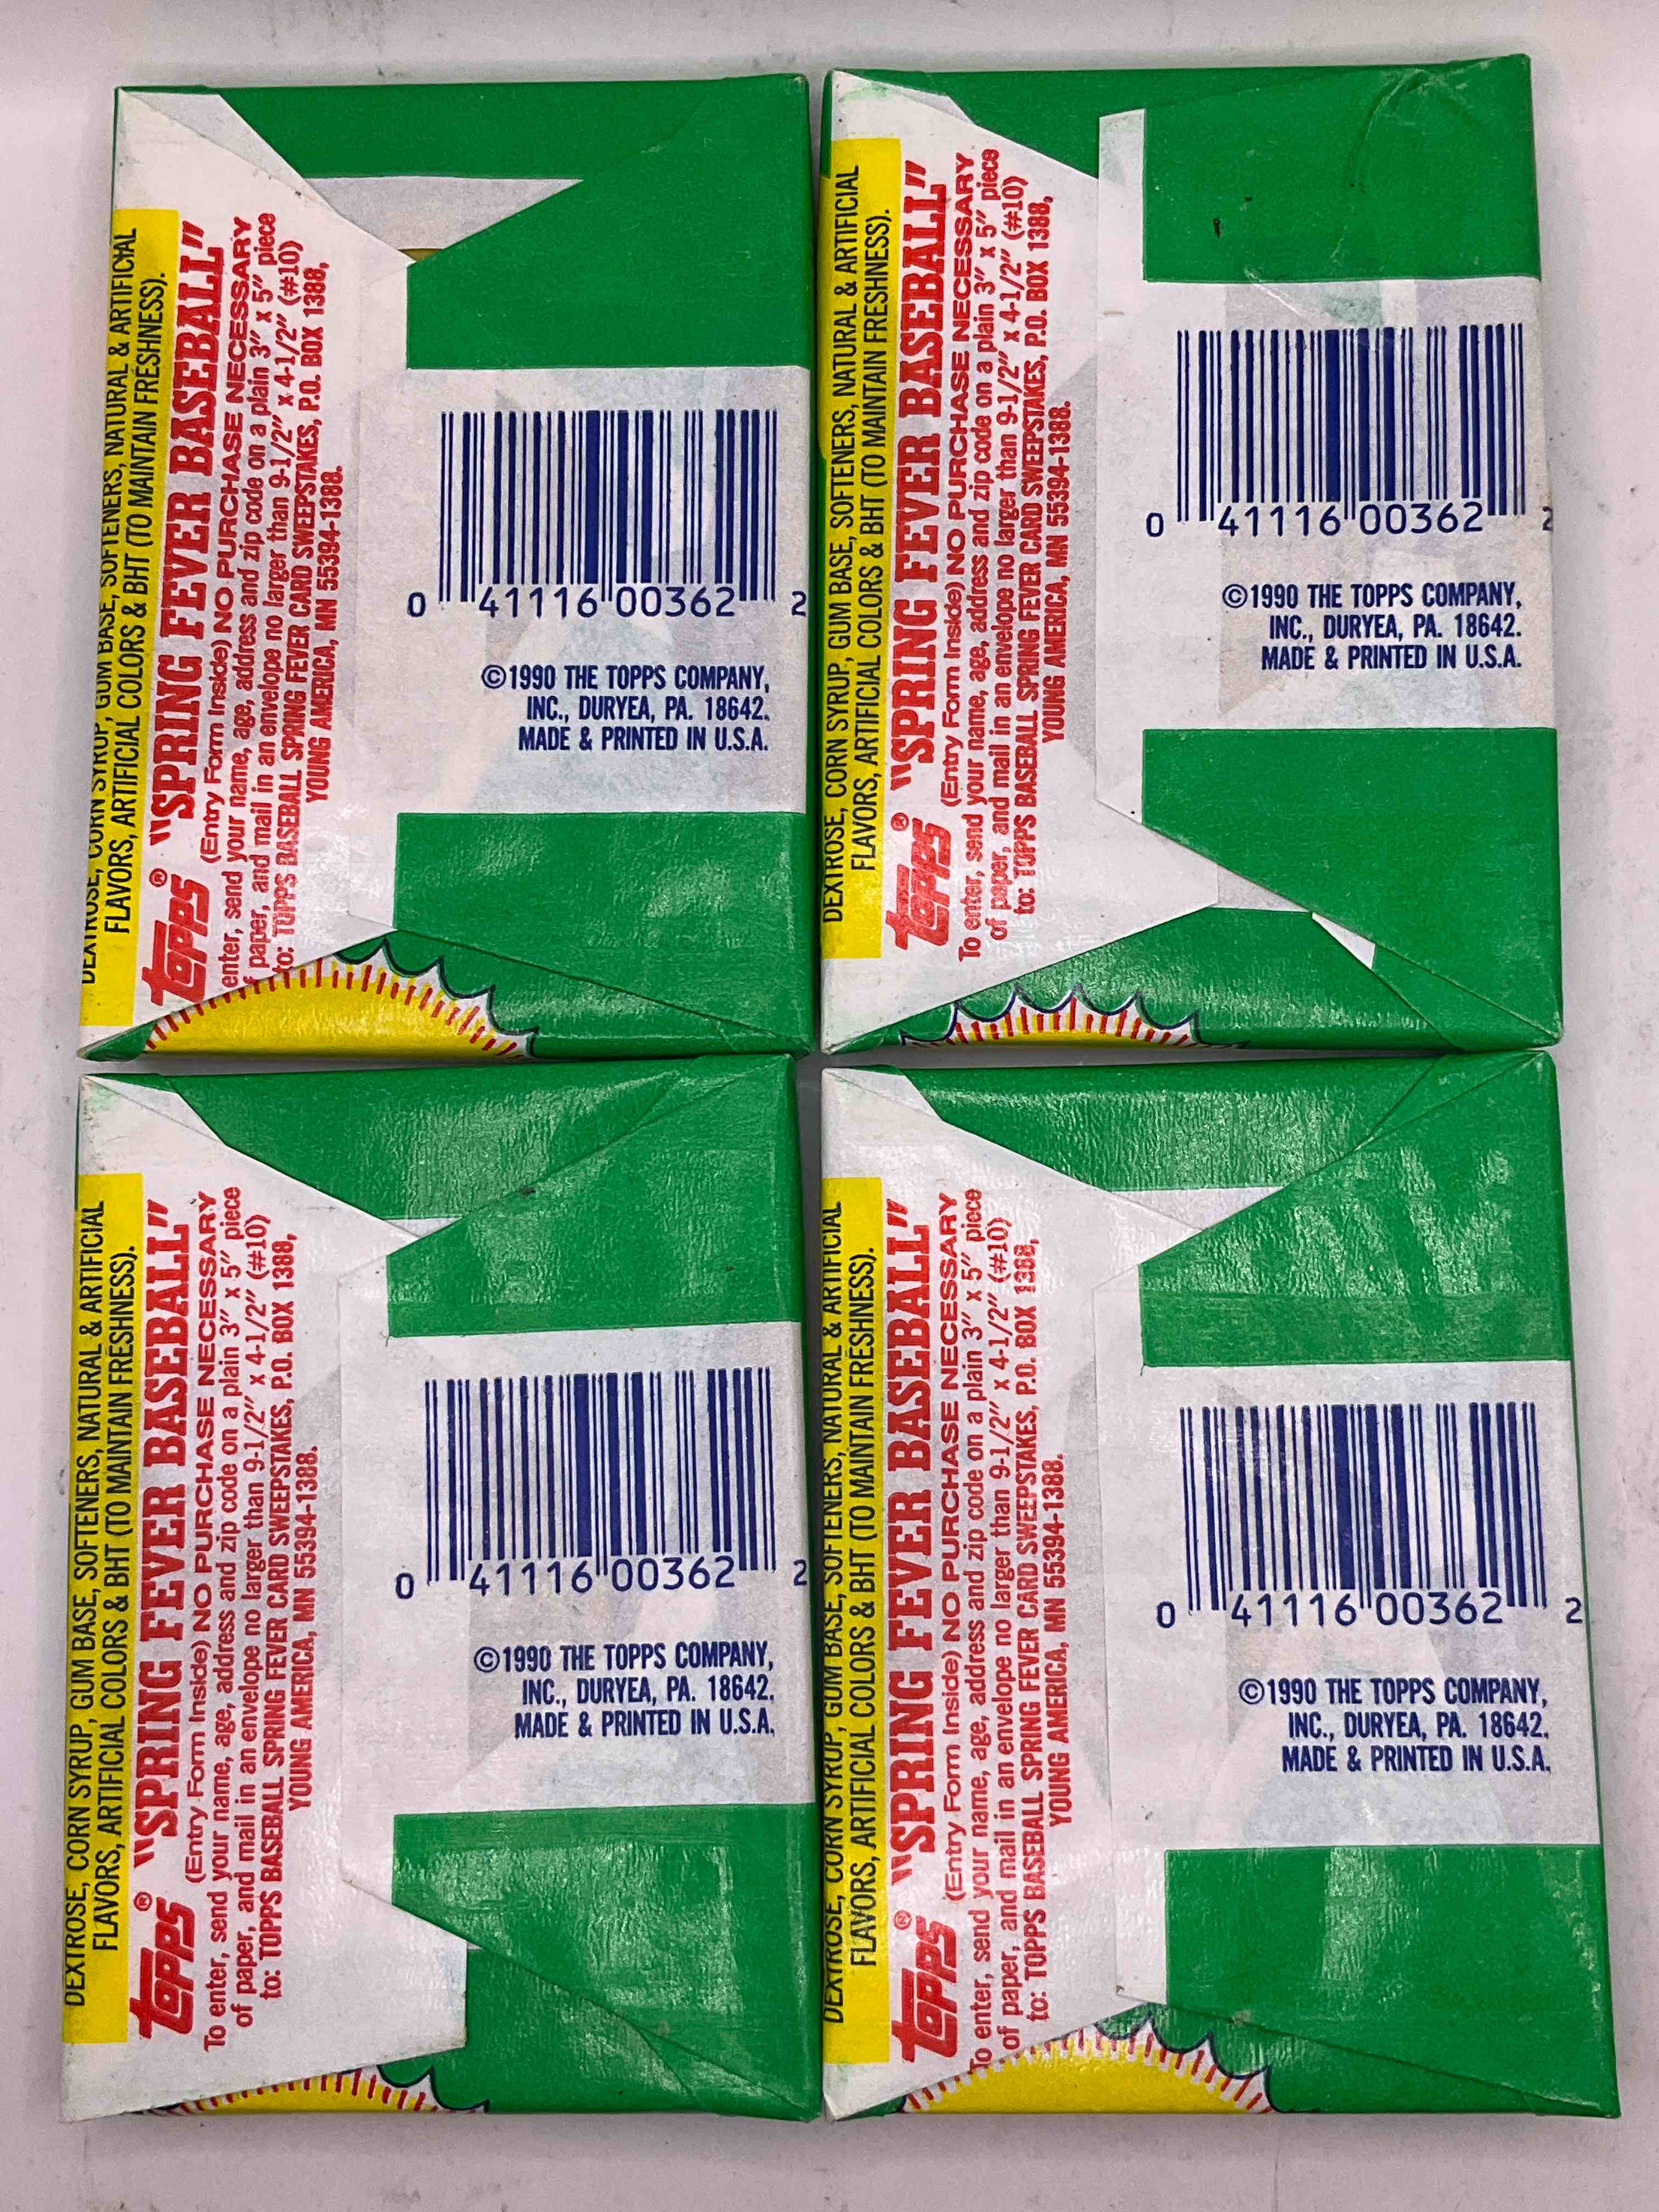 DEXTROSE, CORN SYRUP, GUM BASE, SOFTENERS, NATURAL & ARTIFICIAL
FLAVORS, ARTIFICIAL COLORS & BHT (TO MAINTAIN FRESHNESS).
Topps® "SPRING FEVER BASEBALL"
(Entry Form Inside) NO PURCHASE NECESSARY
enter, send your name, age, address and zip code on a plain 3" x 5" piece
f paper, and mail in an envelope no larger than 9-1/2" x 4-1/2" (#10)
to: TOPPS BASEBALL SPRING FEVER CARD SWEEPSTAKES, P.O. BOX 1388,
YOUNG AMERICA, MN 55394-1388.
0 41116 00362 2
©1990 THE TOPPS COMPANY,
INC., DURYEA, PA. 18642.
MADE & PRINTED IN U.S.A.
DEXTROSE, CORN SYRUP, GUM BASE, SOFTENERS, NATURAL & ARTIFICIAL
FLAVORS, ARTIFICIAL COLORS & BHT (TO MAINTAIN FRESHNESS).
Topps® "SPRING FEVER BASEBALL"
(Entry Form Inside) NO PURCHASE NECESSARY
To enter, send your name, age, address and zip code on a plain 3" x 5" piece
of paper, and mail in an envelope no larger than 9-1/2" x 4-1/2" (#10)
to: TOPPS BASEBALL SPRING FEVER CARD SWEEPSTAKES, P.O. BOX 1388,
YOUNG AMERICA, MN 55394-1388.
0 41116 00362 2
©1990 THE TOPPS COMPANY,
INC., DURYEA, PA. 18642.
MADE & PRINTED IN U.S.A.
DEXTROSE, CORN SYRUP, GUM BASE, SOFTENERS, NATURAL & ARTIFICIAL
FLAVORS, ARTIFICIAL COLORS & BHT (TO MAINTAIN FRESHNESS).
Topps® "SPRING FEVER BASEBALL"
(Entry Form Inside) NO PURCHASE NECESSARY
To enter, send your name, age, address and zip code on a plain 3" x 5" piece
of paper, and mail in an envelope no larger than 9-1/2" x 4-1/2" (#10)
to: TOPPS BASEBALL SPRING FEVER CARD SWEEPSTAKES, P.O. BOX 1388,
YOUNG AMERICA, MN 55394-1388.
0 41116 00362 2
©1990 THE TOPPS COMPANY,
INC., DURYEA, PA. 18642.
MADE & PRINTED IN U.S.A.
DEXTROSE, CORN SYRUP, GUM BASE, SOFTENERS, NATURAL & ARTIFICIAL
FLAVORS, ARTIFICIAL COLORS & BHT (TO MAINTAIN FRESHNESS).
Topps® "SPRING FEVER BASEBALL"
(Entry Form Inside) NO PURCHASE NECESSARY
To enter, send your name, age, address and zip code on a plain 3" x 5" piece
of paper, and mail in an envelope no larger than 9-1/2" x 4-1/2" (#10)
to: TOPPS BASEBALL SPRING FEVER CARD SWEEPSTAKES, P.O. BOX 1388,
YOUNG AMERICA, MN 55394-1388.
0 41116 00362 2
©1990 THE TOPPS COMPANY,
INC., DURYEA, PA. 18642.
MADE & PRINTED IN U.S.A.